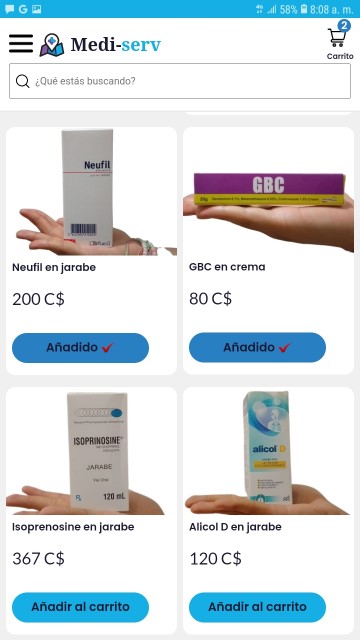 58% 8:08 a. m.
Medi-serv
2
Carrito
¿Qué estás buscando?
Neufil
GBC
20g
Neufil en jarabe
GBC en crema
200 C$
80 C$
Añadido
Añadido
ISOPRINOSINE
JARABE
120 mL
alicol D
Isoprenosine en jarabe
Alicol D en jarabe
367 C$
120 C$
Añadir al carrito
Añadir al carrito